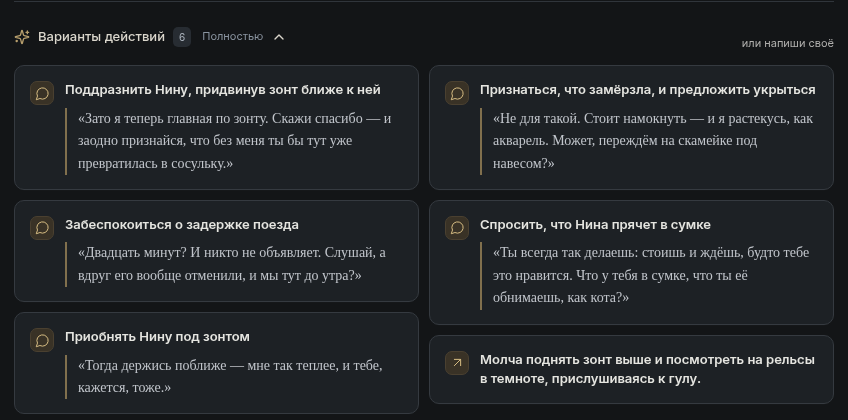 Варианты действий 6 Полностью
или напиши своё
Поддразнить Нину, придвинув зонт ближе к ней
«Зато я теперь главная по зонту. Скажи спасибо — и
заодно признайся, что без меня ты бы тут уже
превратилась в сосульку.»
Признаться, что замёрзла, и предложить укрыться
«Не для такой. Стоит намокнуть — и я растекусь, как
акварель. Может, переждём на скамейке под
навесом?»
Забеспокоиться о задержке поезда
«Двадцать минут? И никто не объявляет. Слушай, а
вдруг его вообще отменили, и мы тут до утра?»
Спросить, что Нина прячет в сумке
«Ты всегда так делаешь: стоишь и ждёшь, будто тебе
это нравится. Что у тебя в сумке, что ты её
обнимаешь, как кота?»
Приобнять Нину под зонтом
«Тогда держись поближе — мне так теплее, и тебе,
кажется, тоже.»
Молча поднять зонт выше и посмотреть на рельсы
в темноте, прислушиваясь к гулу.